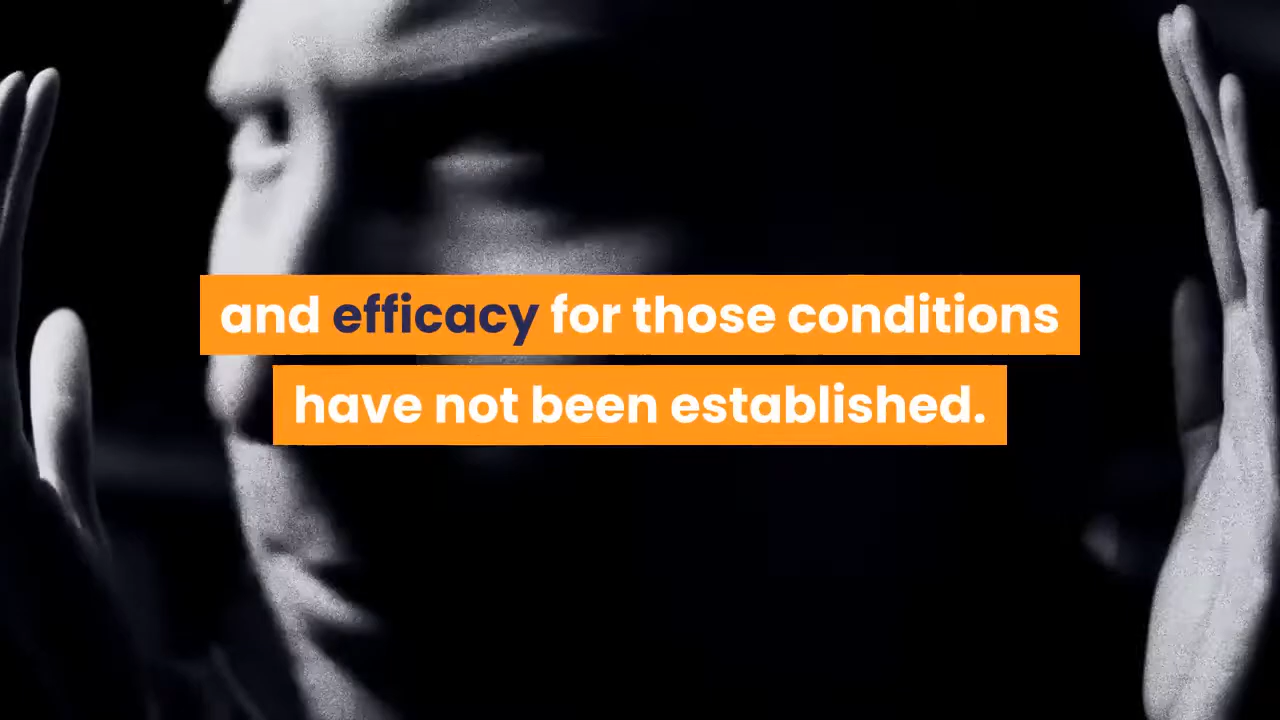 and efficacy for those conditions
have not been established.